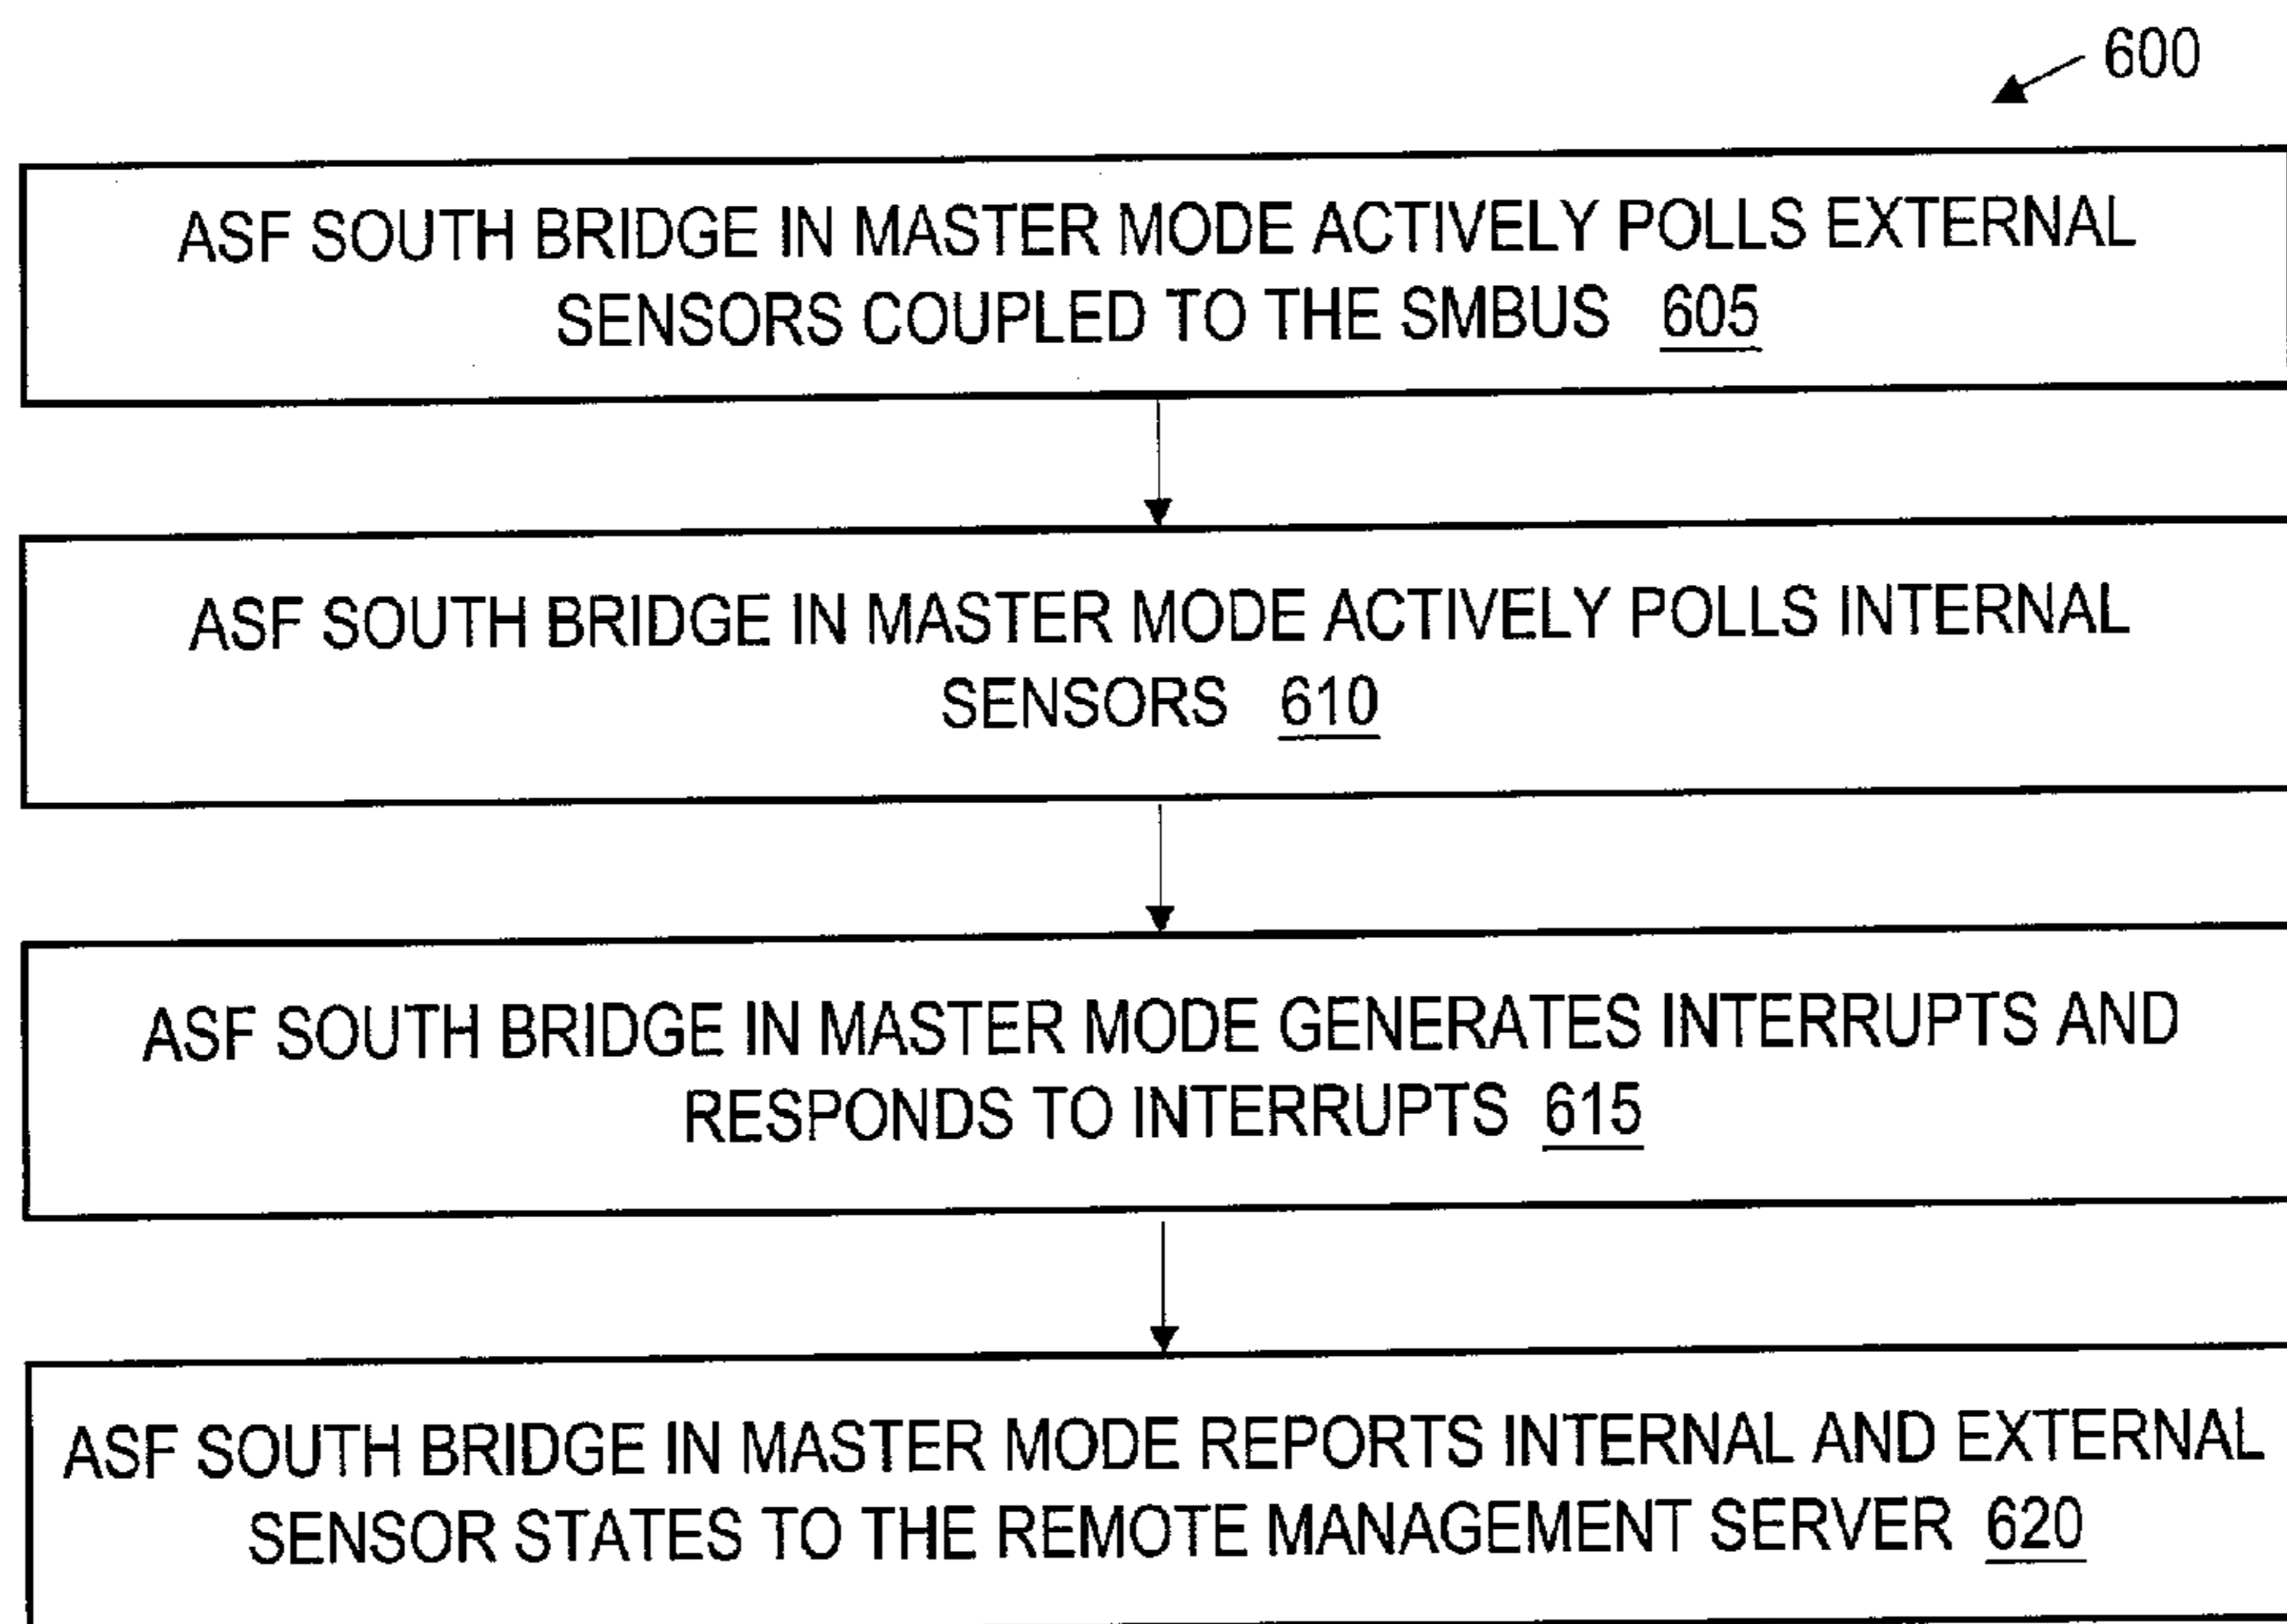 600
ASF SOUTH BRIDGE IN MASTER MODE ACTIVELY POLLS EXTERNAL
SENSORS COUPLED TO THE SMBUS 605
ASF SOUTH BRIDGE IN MASTER MODE ACTIVELY POLLS INTERNAL
SENSORS 610
ASF SOUTH BRIDGE IN MASTER MODE GENERATES INTERRUPTS AND
RESPONDS TO INTERRUPTS 615
ASF SOUTH BRIDGE IN MASTER MODE REPORTS INTERNAL AND EXTERNAL
SENSOR STATES TO THE REMOTE MANAGEMENT SERVER 620